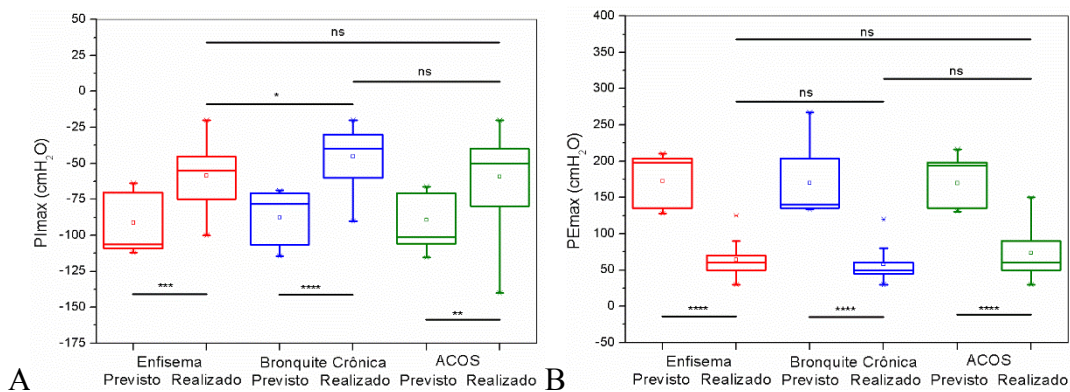 50
25
0
-25
-50
-75
-100
-125
-150
-175
PImax (cmH2O)
ns
ns
*
***
****
**
Enfisema Bronquite Crônica ACOS
Previsto Realizado Previsto Realizado Previsto Realizado
A
400
350
300
250
200
150
100
50
0
-50
PEmax (cmH2O)
ns
ns
ns
****
****
****
Enfisema Bronquite Crônica ACOS
Previsto Realizado Previsto Realizado Previsto Realizado
B